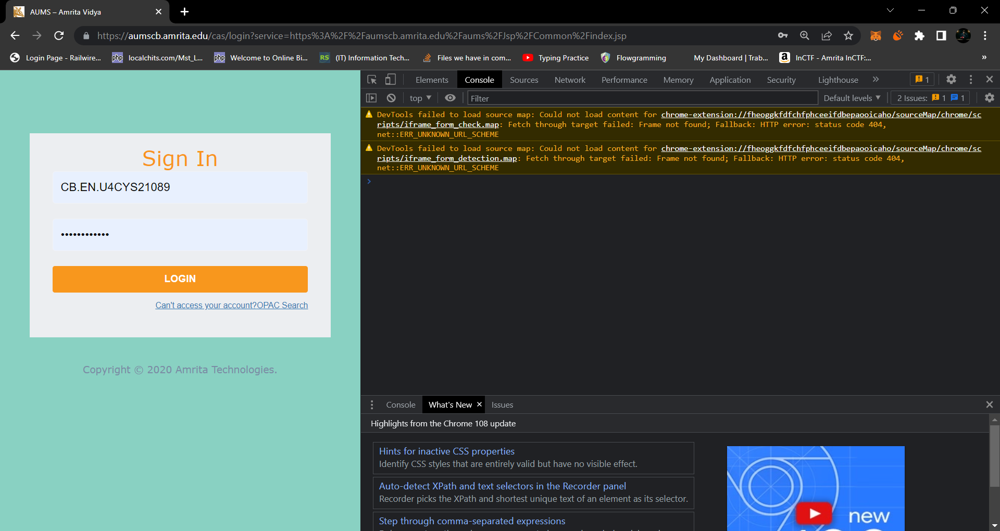 AUMS – Amrita Vidya
https://aumscb.amrita.edu/cas/login?service=https%3A%2F%2Faumscb.amrita.edu%2Faums%2FJsp%2FCommon%2Findex.jsp
Login Page - Railwire... php localchits.com/Mst_L... php Welcome to Online Bi... RS (IT) Information Tech... Files we have in com... Typing Practice Flowgramming My Dashboard | Trab... a InCTF - Amrita InCTF:... »
Sign In
CB.EN.U4CYS21089
••••••••••••
LOGIN
Can't access your account?OPAC Search
Copyright © 2020 Amrita Technologies.
Elements Console Sources Network Performance Memory Application Security Lighthouse » 1
top Filter Default levels 2 Issues: 1 1
DevTools failed to load source map: Could not load content for chrome-extension://fheoggkfdfchfphceeifdbepaooicaho/sourceMap/chrome/sc
ripts/iframe_form_check.map: Fetch through target failed: Frame not found; Fallback: HTTP error: status code 404,
net::ERR_UNKNOWN_URL_SCHEME
DevTools failed to load source map: Could not load content for chrome-extension://fheoggkfdfchfphceeifdbepaooicaho/sourceMap/chrome/sc
ripts/iframe_form_detection.map: Fetch through target failed: Frame not found; Fallback: HTTP error: status code 404,
net::ERR_UNKNOWN_URL_SCHEME
Console What's New Issues
Highlights from the Chrome 108 update
Hints for inactive CSS properties
Identify CSS styles that are entirely valid but have no visible effect.
Auto-detect XPath and text selectors in the Recorder panel
Recorder picks the XPath and shortest unique text of an element as its selector.
Step through comma-separated expressions
new